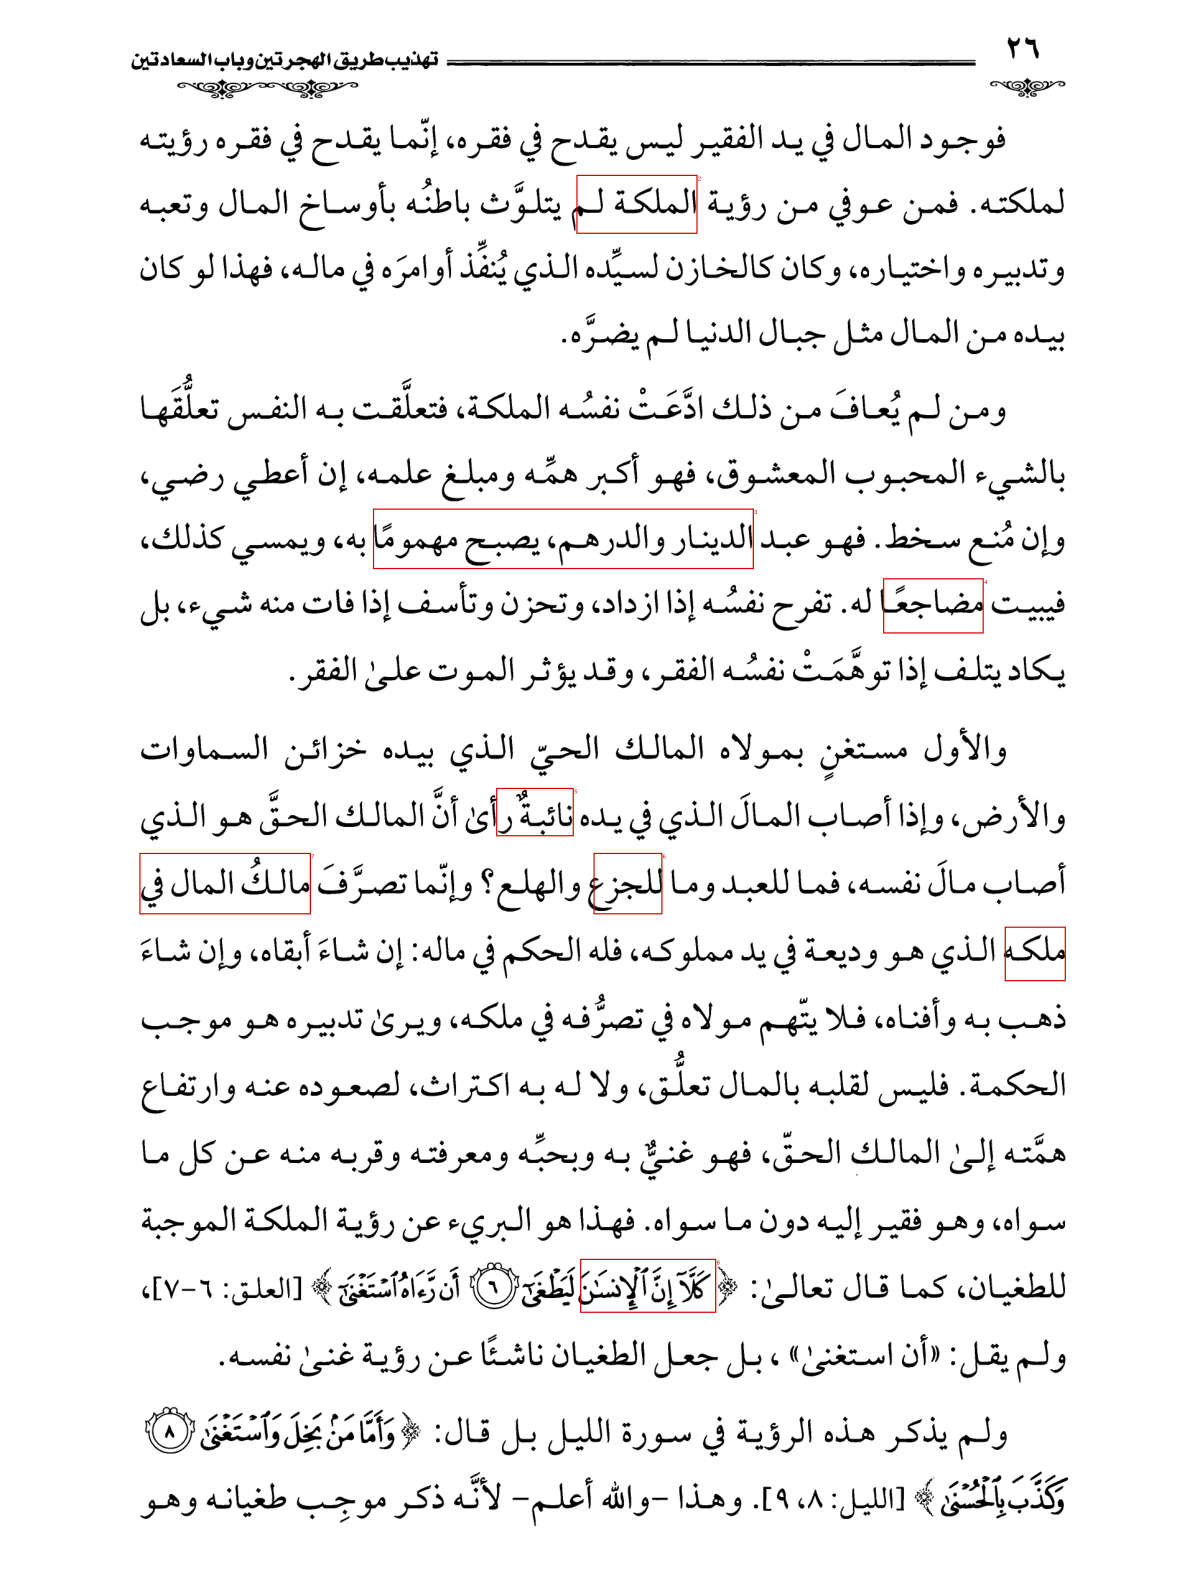 تهذيب طريق الهجرتين وباب السعادتين
٢٦
فوجود المال في يد الفقير ليس يقدح في فقره، إنّما يقدح في فقره رؤيته
لملكته. فمن عوفي من رؤية الملكة لم يتلوَّث باطنُه بأوساخ المال وتعبه
وتدبيره واختياره، وكان كالخازن لسيِّده الذي يُنفِّذ أوامرَه في ماله، فهذا لو كان
بيده من المال مثل جبال الدنيا لم يضرَّه.
ومن لم يُعافَ من ذلك ادَّعَتْ نفسُه الملكة، فتعلَّقت به النفس تعلُّقَها
بالشيء المحبوب المعشوق، فهو أكبر همِّه ومبلغ علمه، إن أعطي رضي،
وإن مُنع سخط. فهو عبد الدينار والدرهم، يصبح مهمومًا به، ويمسي كذلك،
فيبيت مضاجعًا له. تفرح نفسُه إذا ازداد، وتحزن وتأسف إذا فات منه شيء، بل
يكاد يتلف إذا توهَّمَتْ نفسُه الفقر، وقد يؤثر الموت علىٰ الفقر.
والأول مستغنٍ بمولاه المالك الحيّ الذي بيده خزائن السماوات
والأرض، وإذا أصاب المالَ الذي في يده نائبةٌ رأىٰ أنَّ المالك الحقَّ هو الذي
أصاب مالَ نفسه، فما للعبد وما للجزع والهلع؟ وإنّما تصرَّفَ مالكُ المال في
ملكه الذي هو وديعة في يد مملوكه، فله الحكم في ماله: إن شاءَ أبقاه، وإن شاءَ
ذهب به وأفناه، فلا يتّهم مولاه في تصرُّفه في ملكه، ويرىٰ تدبيره هو موجب
الحكمة. فليس لقلبه بالمال تعلُّق، ولا له به اكتراث، لصعوده عنه وارتفاع
همَّته إلىٰ المالك الحقّ، فهو غنيٌّ به وبحبِّه ومعرفته وقربه منه عن كل ما
سواه، وهو فقير إليه دون ما سواه. فهذا هو البريء عن رؤية الملكة الموجبة
للطغيان، كما قال تعالىٰ: ﴿كَلَّآ إِنَّ ٱلْإِنسَٰنَ لَيَطْغَىٰٓ ۝٦ أَن رَّءَاهُ ٱسْتَغْنَىٰٓ﴾ [العلق: ٦-٧]،
ولم يقل: «أن استغنىٰ» ، بل جعل الطغيان ناشئًا عن رؤية غنىٰ نفسه.
ولم يذكر هذه الرؤية في سورة الليل بل قال: ﴿وَأَمَّا مَنۢ بَخِلَ وَٱسْتَغْنَىٰ ۝٨
وَكَذَّبَ بِٱلْحُسْنَىٰ﴾ [الليل: ٨، ٩]. وهذا -والله أعلم- لأنَّه ذكر موجِب طغيانه وهو